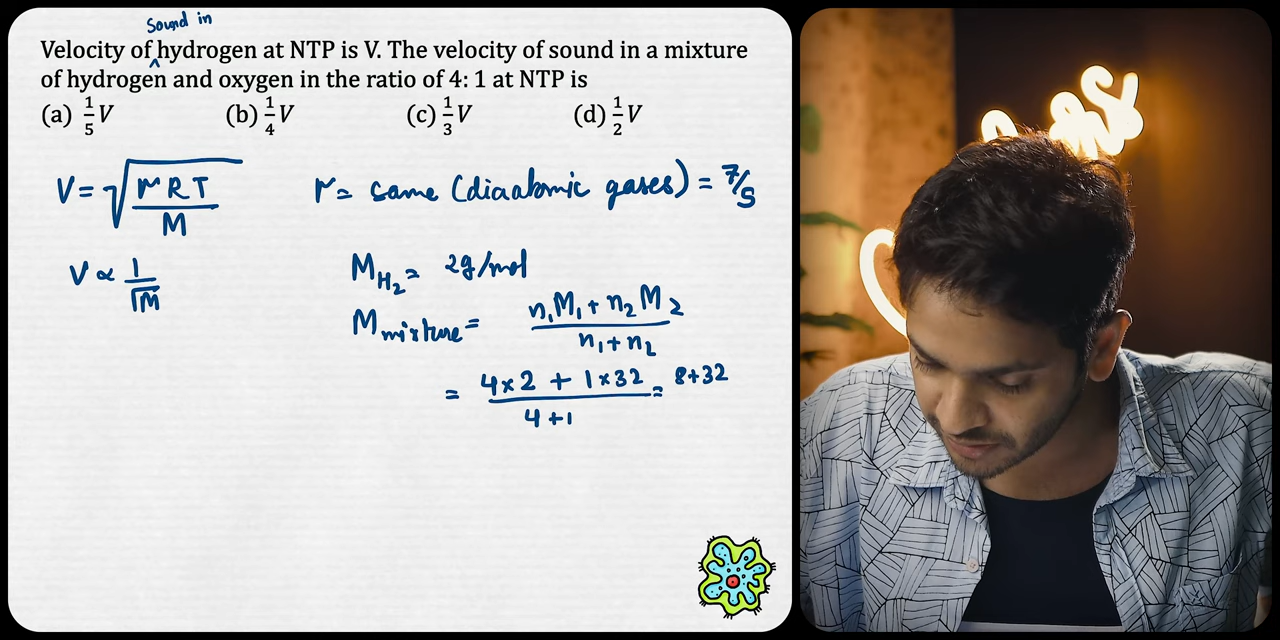 Sound in
Velocity of ^ hydrogen at NTP is V. The velocity of sound in a mixture
of hydrogen and oxygen in the ratio of 4: 1 at NTP is
(a) 1/5 V (b) 1/4 V (c) 1/3 V (d) 1/2 V
V = √(rRT/M) r = same (diaatomic gases) = 7/5
V ∝ 1/√M
M_H₂ = 2g/mol
M_mixture = (n₁M₁ + n₂M₂)/(n₁ + n₂)
= (4×2 + 1×32)/(4+1) = 8+32